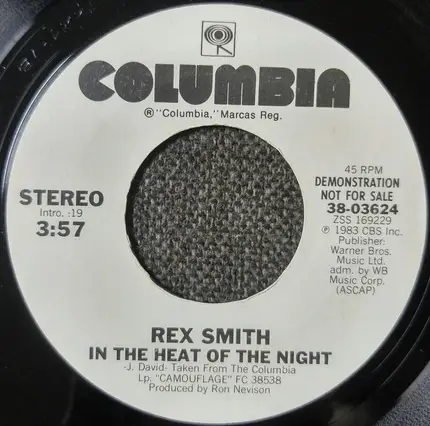 COLUMBIA
®"Columbia," Marcas Reg.
STEREO
Intro. :19
3:57
45 RPM
DEMONSTRATION
NOT FOR SALE
38-03624
ZSS 169229
℗ 1983 CBS Inc.
Publisher:
Warner Bros.
Music Ltd.
adm. by WB
Music Corp.
(ASCAP)
REX SMITH
IN THE HEAT OF THE NIGHT
-J. David- Taken From The Columbia
Lp. "CAMOUFLAGE" FC 38538
Produced by Ron Nevison